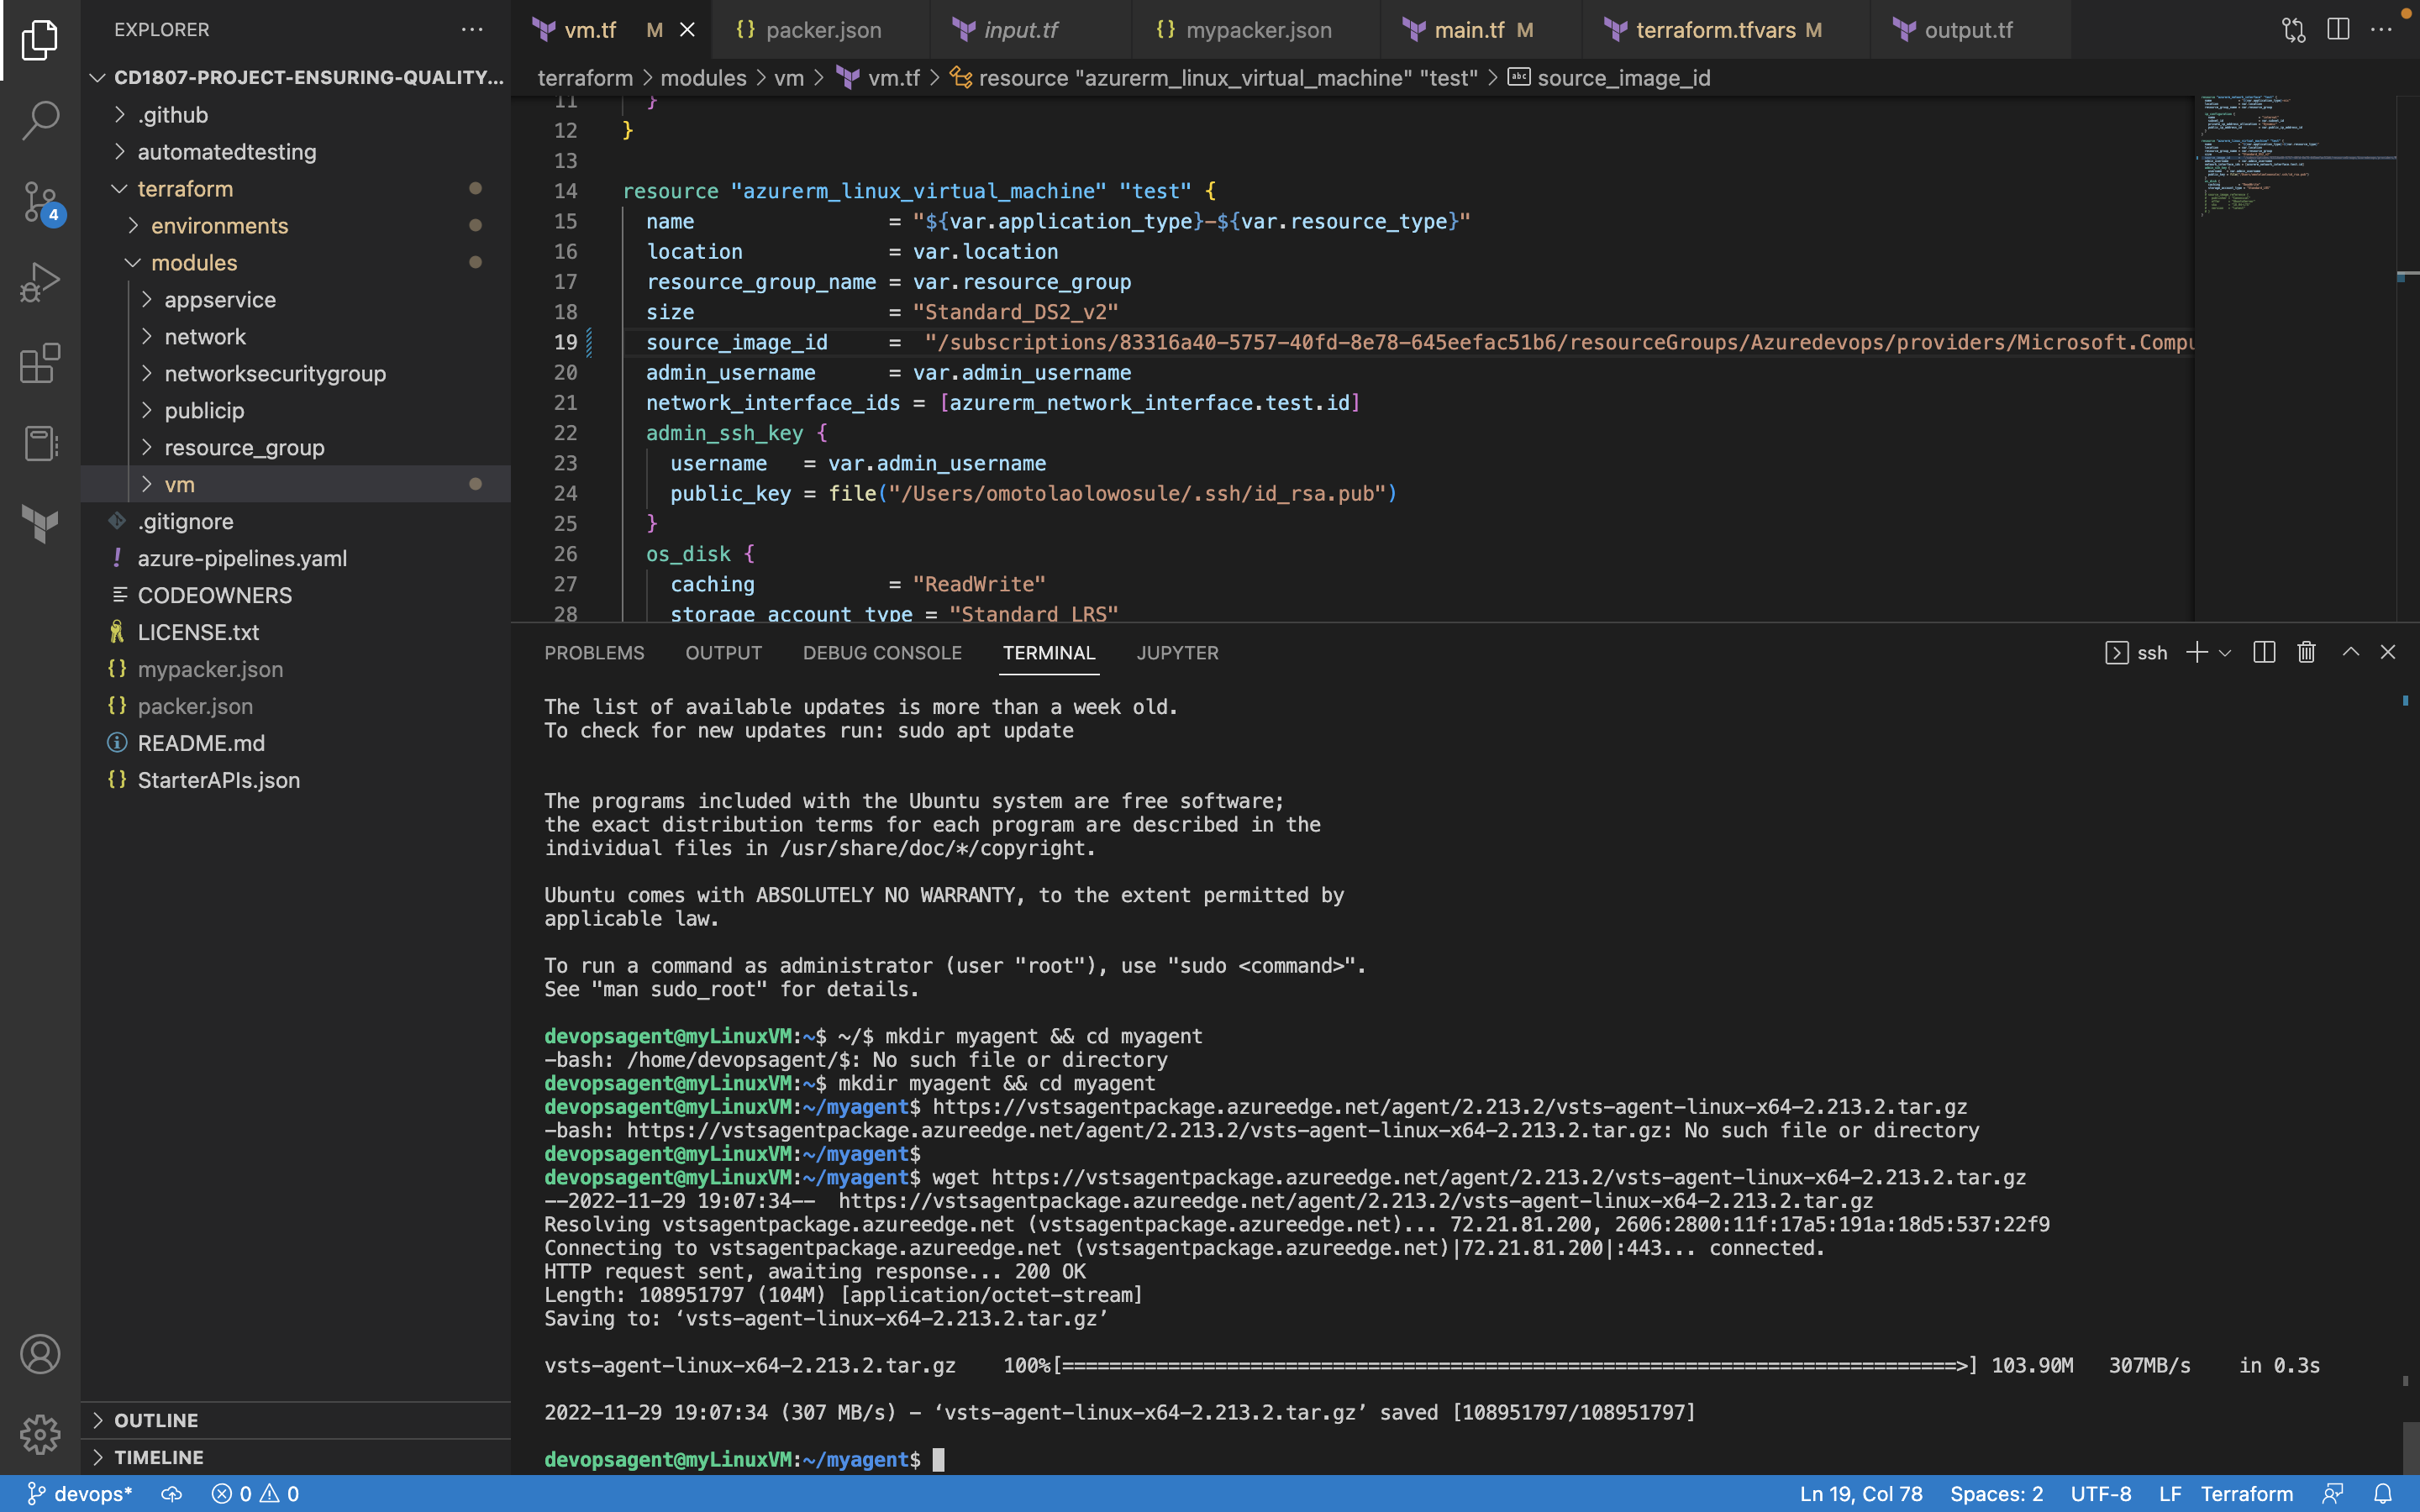 EXPLORER
vm.tf M
packer.json
input.tf
mypacker.json
main.tf M
terraform.tfvars M
output.tf
CD1807-PROJECT-ENSURING-QUALITY...
.github
automatedtesting
terraform
environments
modules
appservice
network
networksecuritygroup
publicip
resource_group
vm
.gitignore
azure-pipelines.yaml
CODEOWNERS
LICENSE.txt
mypacker.json
packer.json
README.md
StarterAPIs.json
OUTLINE
TIMELINE
4
terraform > modules > vm > vm.tf > resource "azurerm_linux_virtual_machine" "test" > source_image_id
11 }
12 }
13
14 resource "azurerm_linux_virtual_machine" "test" {
15 name = "${var.application_type}-${var.resource_type}"
16 location = var.location
17 resource_group_name = var.resource_group
18 size = "Standard_DS2_v2"
19 source_image_id = "/subscriptions/83316a40-5757-40fd-8e78-645eefac51b6/resourceGroups/Azuredevops/providers/Microsoft.Compu
20 admin_username = var.admin_username
21 network_interface_ids = [azurerm_network_interface.test.id]
22 admin_ssh_key {
23 username = var.admin_username
24 public_key = file("/Users/omotolaolowosule/.ssh/id_rsa.pub")
25 }
26 os_disk {
27 caching = "ReadWrite"
28 storage_account_type = "Standard_LRS"
PROBLEMS OUTPUT DEBUG CONSOLE TERMINAL JUPYTER
ssh
The list of available updates is more than a week old.
To check for new updates run: sudo apt update
The programs included with the Ubuntu system are free software;
the exact distribution terms for each program are described in the
individual files in /usr/share/doc/*/copyright.
Ubuntu comes with ABSOLUTELY NO WARRANTY, to the extent permitted by
applicable law.
To run a command as administrator (user "root"), use "sudo <command>".
See "man sudo_root" for details.
devopsagent@myLinuxVM:~$ ~/$ mkdir myagent && cd myagent
-bash: /home/devopsagent/$: No such file or directory
devopsagent@myLinuxVM:~$ mkdir myagent && cd myagent
devopsagent@myLinuxVM:~/myagent$ https://vstsagentpackage.azureedge.net/agent/2.213.2/vsts-agent-linux-x64-2.213.2.tar.gz
-bash: https://vstsagentpackage.azureedge.net/agent/2.213.2/vsts-agent-linux-x64-2.213.2.tar.gz: No such file or directory
devopsagent@myLinuxVM:~/myagent$
devopsagent@myLinuxVM:~/myagent$ wget https://vstsagentpackage.azureedge.net/agent/2.213.2/vsts-agent-linux-x64-2.213.2.tar.gz
--2022-11-29 19:07:34-- https://vstsagentpackage.azureedge.net/agent/2.213.2/vsts-agent-linux-x64-2.213.2.tar.gz
Resolving vstsagentpackage.azureedge.net (vstsagentpackage.azureedge.net)... 72.21.81.200, 2606:2800:11f:17a5:191a:18d5:537:22f9
Connecting to vstsagentpackage.azureedge.net (vstsagentpackage.azureedge.net)|72.21.81.200|:443... connected.
HTTP request sent, awaiting response... 200 OK
Length: 108951797 (104M) [application/octet-stream]
Saving to: ‘vsts-agent-linux-x64-2.213.2.tar.gz’
vsts-agent-linux-x64-2.213.2.tar.gz 100%[============================================================================>] 103.90M 307MB/s in 0.3s
2022-11-29 19:07:34 (307 MB/s) - ‘vsts-agent-linux-x64-2.213.2.tar.gz’ saved [108951797/108951797]
devopsagent@myLinuxVM:~/myagent$
devops* 0 0 Ln 19, Col 78 Spaces: 2 UTF-8 LF Terraform